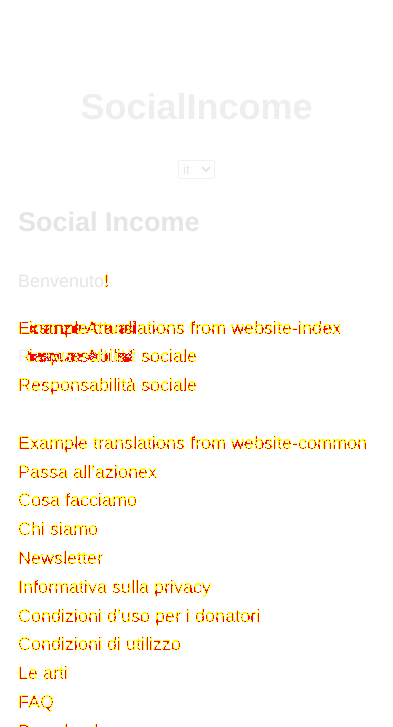 SocialIncome
it
Social Income
Benvenuto!
Example translations from website-index
Responsabilità sociale
Responsabilità sociale
Example translations from website-common
Passa all'azionex
Cosa facciamo
Chi siamo
Newsletter
Informativa sulla privacy
Condizioni d'uso per i donatori
Condizioni di utilizzo
Le arti
FAQ